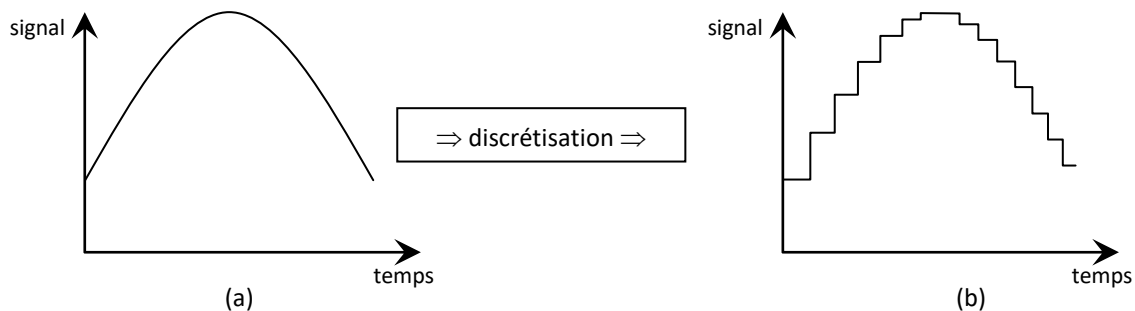 signal
signal
⇒ discrétisation ⇒
temps
temps
(a)
(b)